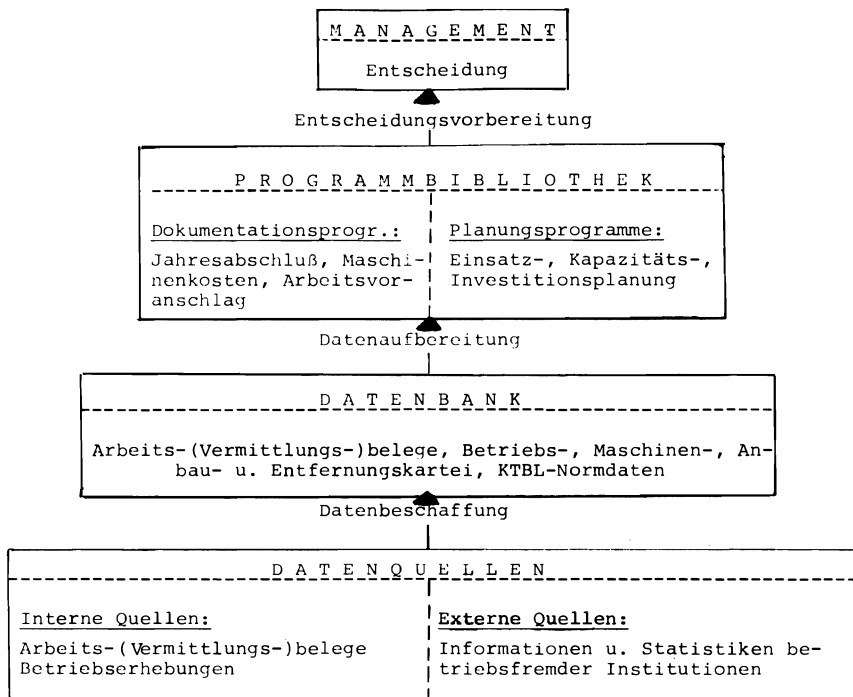 MANAGEMENT
Entscheidung
Entscheidungsvorbereitung
PROGRAMMBIBLIOTHEK
Dokumentationsprogr.:
Jahresabschluß, Maschi-
nenkosten, Arbeitsvor-
anschlag
Planungsprogramme:
Einsatz-, Kapazitäts-,
Investitionsplanung
Datenaufbereitung
DATENBANK
Arbeits-(Vermittlungs-)belege, Betriebs-, Maschinen-, An-
bau- u. Entfernungskartei, KTBL-Normdaten
Datenbeschaffung
DATENQUELLEN
Interne Quellen:
Arbeits-(Vermittlungs-)belege
Betriebserhebungen
Externe Quellen:
Informationen u. Statistiken be-
triebsfremder Institutionen